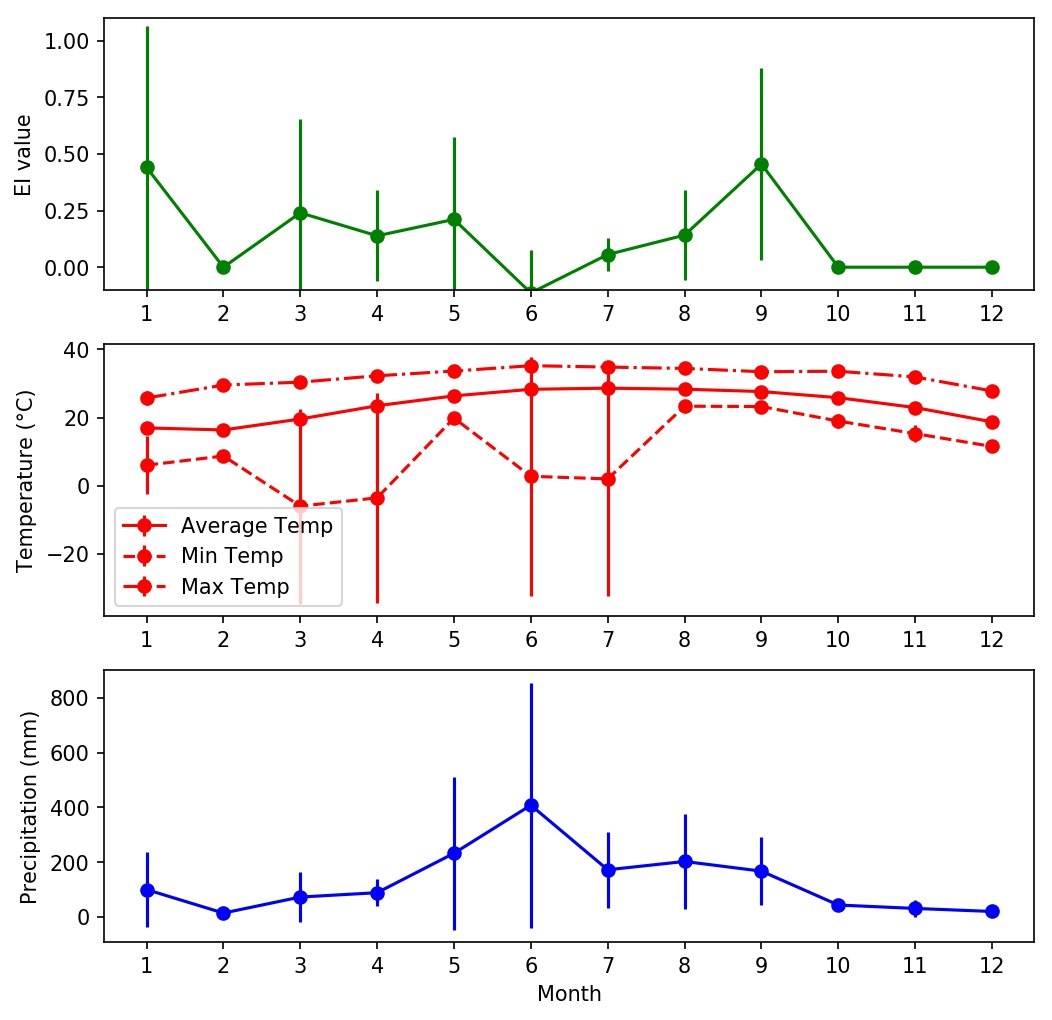 1.00
0.75
0.50
0.25
0.00
EI value
1 2 3 4 5 6 7 8 9 10 11 12
40
20
0
−20
Temperature (°C)
Average Temp
Min Temp
Max Temp
1 2 3 4 5 6 7 8 9 10 11 12
800
600
400
200
0
Precipitation (mm)
1 2 3 4 5 6 7 8 9 10 11 12
Month